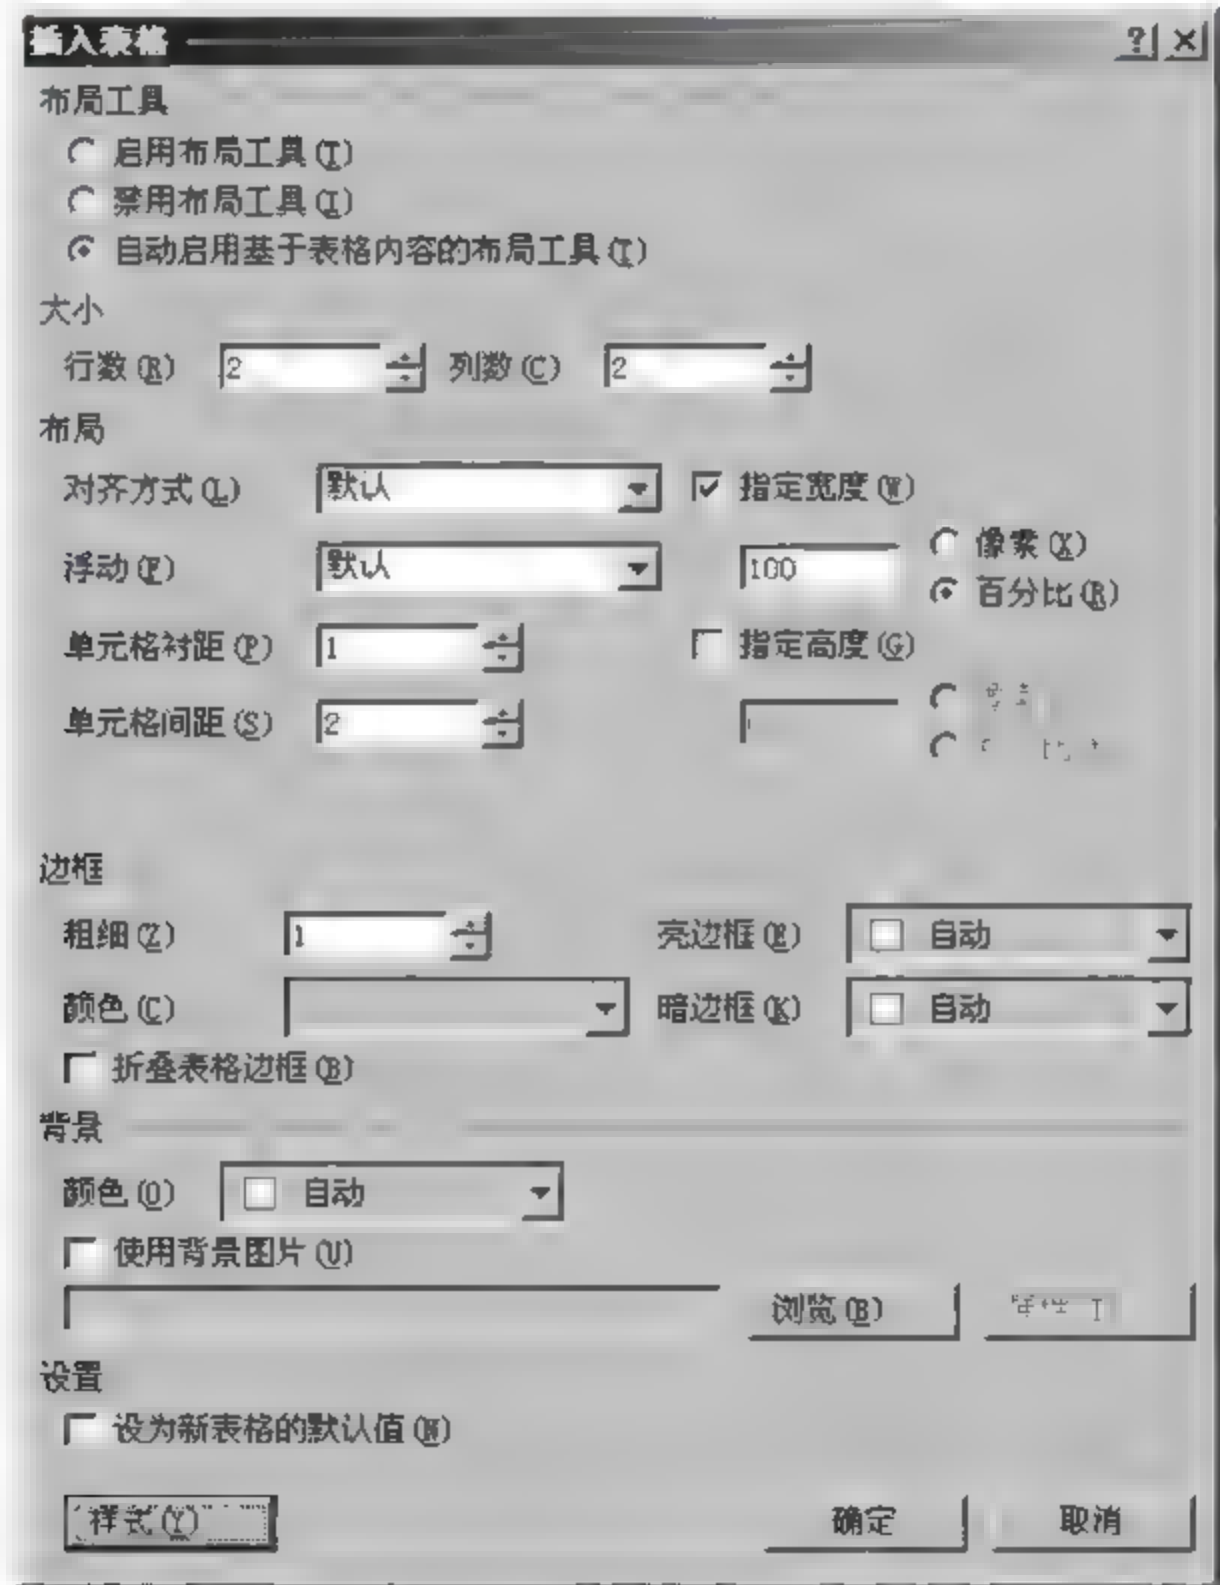 插入表格
布局工具
启用布局工具(T)
禁用布局工具(I)
自动启用基于表格内容的布局工具(T)
大小
行数(R) 2 列数(C) 2
布局
对齐方式(L) 默认 指定宽度(W)
浮动(F) 默认 100 像素(X)
百分比(R)
单元格衬距(P) 1 指定高度(G)
单元格间距(S) 2
边框
粗细(Z) 1 亮边框(E) 自动
颜色(C) 暗边框(K) 自动
折叠表格边框(B)
背景
颜色(O) 自动
使用背景图片(U)
浏览(B)
设置
设为新表格的默认值(N)
样式(Y) 确定 取消